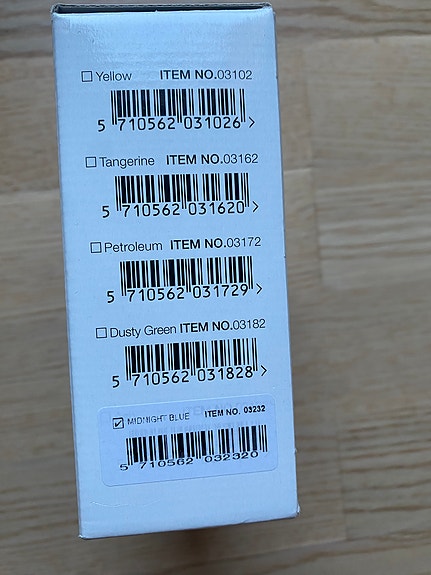 ☐ Yellow ITEM NO.03102
5 710562 031026 >
☐ Tangerine ITEM NO.03162
5 710562 031620 >
☐ Petroleum ITEM NO.03172
5 710562 031729 >
☐ Dusty Green ITEM NO.03182
5 710562 031828 >
☑ MIDNIGHT BLUE ITEM NO. 03232
5 710562 032320